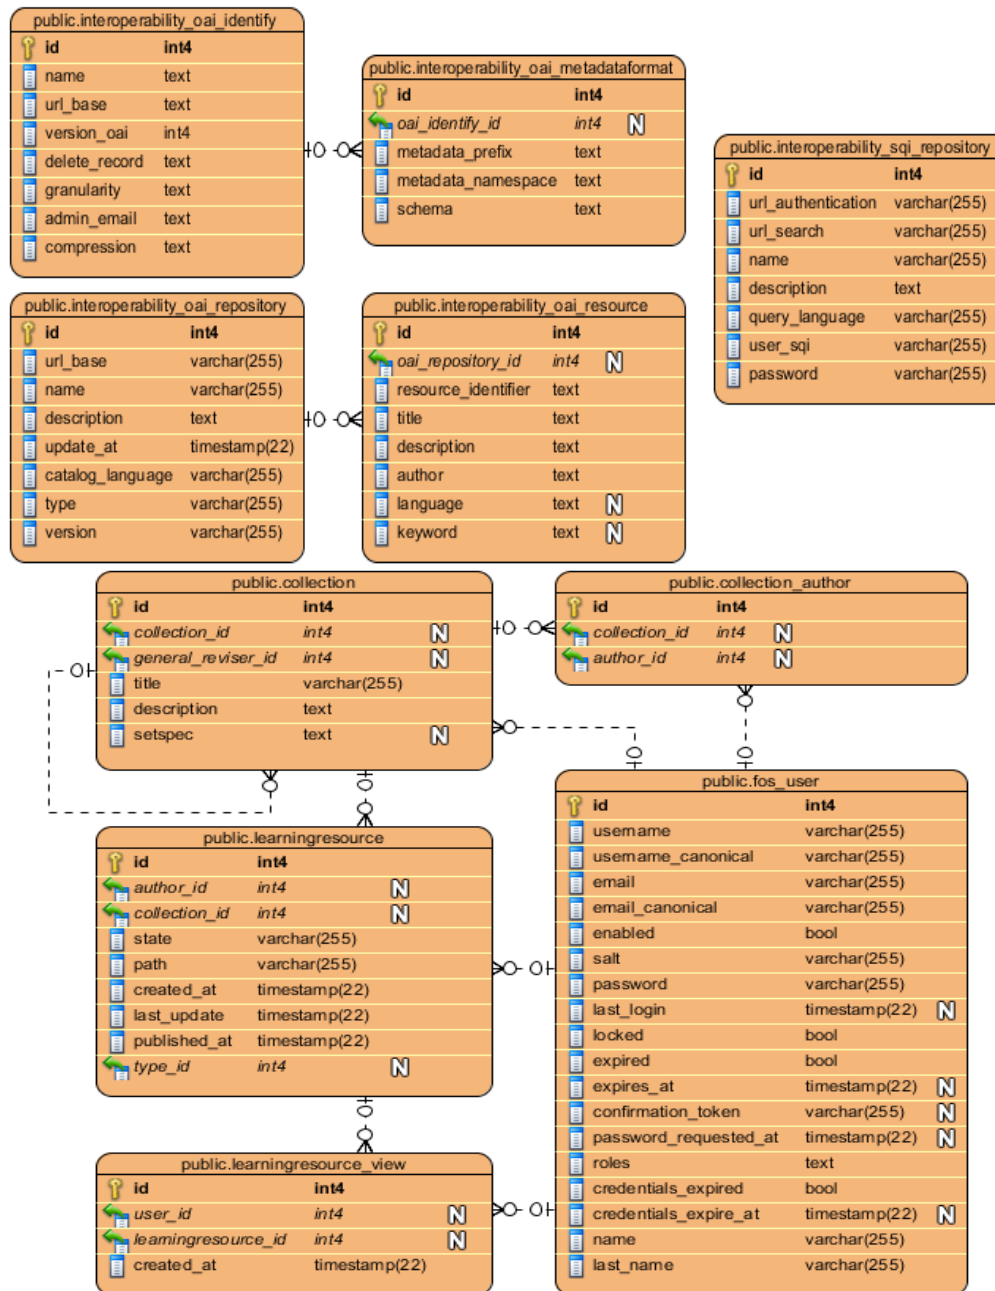 public.interoperability_oai_identify
id int4
name text
url_base text
version_oai int4
delete_record text
granularity text
admin_email text
compression text
public.interoperability_oai_metadataformat
id int4
oai_identify_id int4 N
metadata_prefix text
metadata_namespace text
schema text
public.interoperability_sqi_repository
id int4
url_authentication varchar(255)
url_search varchar(255)
name varchar(255)
description text
query_language varchar(255)
user_sqi varchar(255)
password varchar(255)
public.interoperability_oai_repository
id int4
url_base varchar(255)
name varchar(255)
description text
update_at timestamp(22)
catalog_language varchar(255)
type varchar(255)
version varchar(255)
public.interoperability_oai_resource
id int4
oai_repository_id int4 N
resource_identifier text
title text
description text
author text
language text N
keyword text N
public.collection
id int4
collection_id int4 N
general_reviser_id int4 N
title varchar(255)
description text
setspec text N
public.collection_author
id int4
collection_id int4 N
author_id int4 N
public.learningresource
id int4
author_id int4 N
collection_id int4 N
state varchar(255)
path varchar(255)
created_at timestamp(22)
last_update timestamp(22)
published_at timestamp(22)
type_id int4 N
public.fos_user
id int4
username varchar(255)
username_canonical varchar(255)
email varchar(255)
email_canonical varchar(255)
enabled bool
salt varchar(255)
password varchar(255)
last_login timestamp(22) N
locked bool
expired bool
expires_at timestamp(22) N
confirmation_token varchar(255) N
password_requested_at timestamp(22) N
roles text
credentials_expired bool
credentials_expire_at timestamp(22) N
name varchar(255)
last_name varchar(255)
public.learningresource_view
id int4
user_id int4 N
learningresource_id int4 N
created_at timestamp(22)